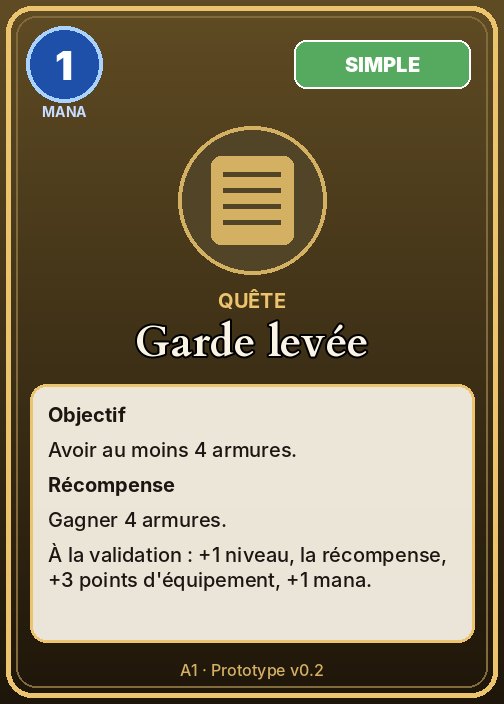 1
MANA
SIMPLE
QUÊTE
Garde levée
Objectif
Avoir au moins 4 armures.
Récompense
Gagner 4 armures.
À la validation : +1 niveau, la récompense,
+3 points d'équipement, +1 mana.
A1 · Prototype v0.2